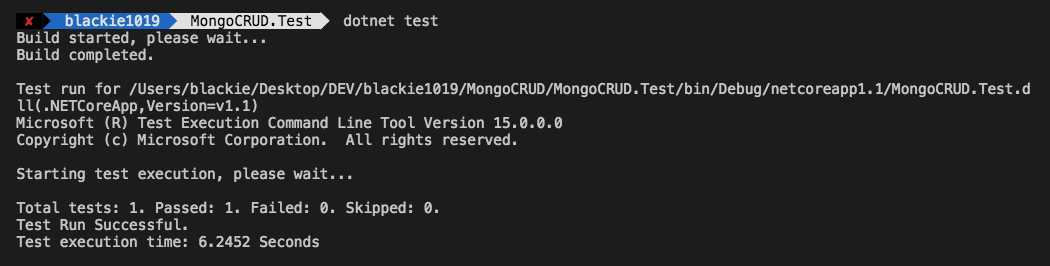 ✘ blackie1019 MongoCRUD.Test dotnet test
Build started, please wait...
Build completed.
Test run for /Users/blackie/Desktop/DEV/blackie1019/MongoCRUD/MongoCRUD.Test/bin/Debug/netcoreapp1.1/MongoCRUD.Test.d
ll(.NETCoreApp,Version=v1.1)
Microsoft (R) Test Execution Command Line Tool Version 15.0.0.0
Copyright (c) Microsoft Corporation.  All rights reserved.
Starting test execution, please wait...
Total tests: 1. Passed: 1. Failed: 0. Skipped: 0.
Test Run Successful.
Test execution time: 6.2452 Seconds